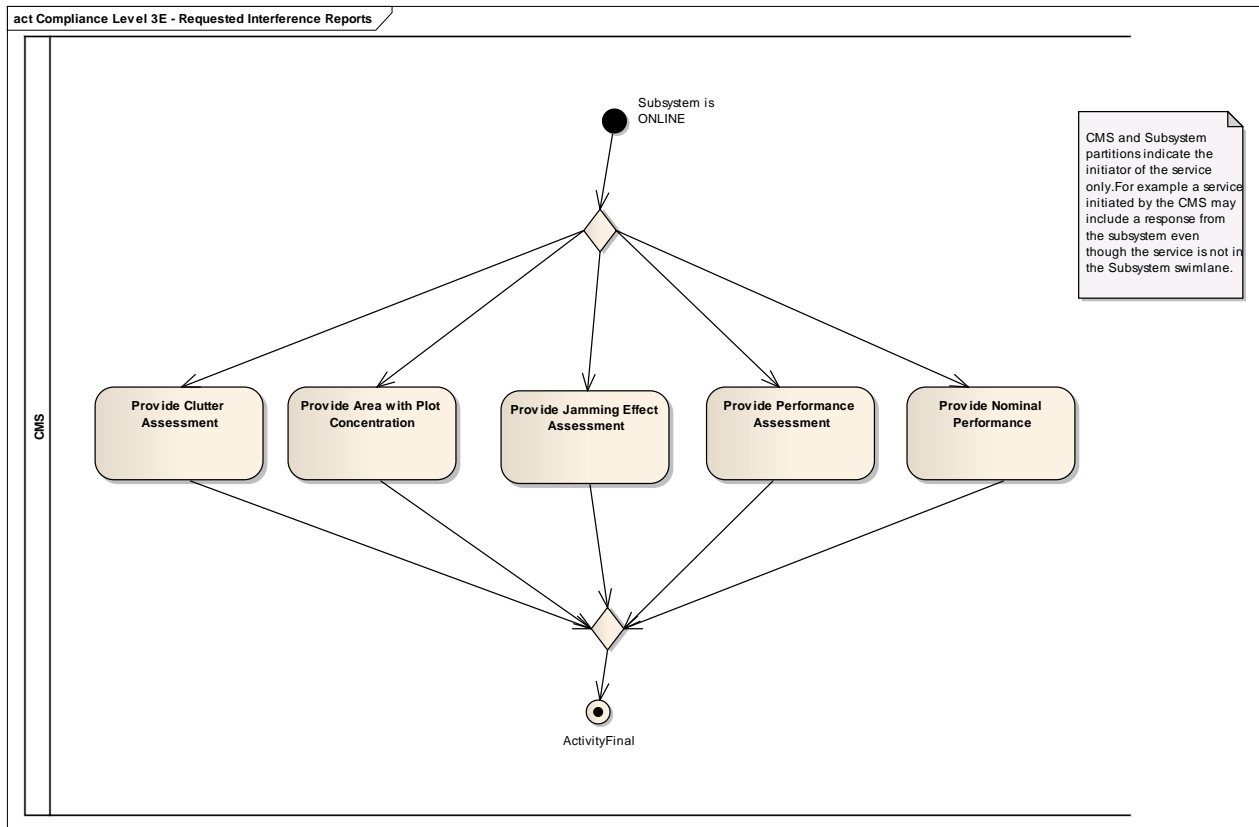 act Compliance Level 3E - Requested Interference Reports
Subsystem is
ONLINE
CMS and Subsystem
partitions indicate the
initiator of the service
only.For example a service
initiated by the CMS may
include a response from
the subsystem even
though the service is not in
the Subsystem swimlane.
CMS
Provide Clutter
Assessment
Provide Area with Plot
Concentration
Provide Jamming Effect
Assessment
Provide Performance
Assessment
Provide Nominal
Performance
ActivityFinal